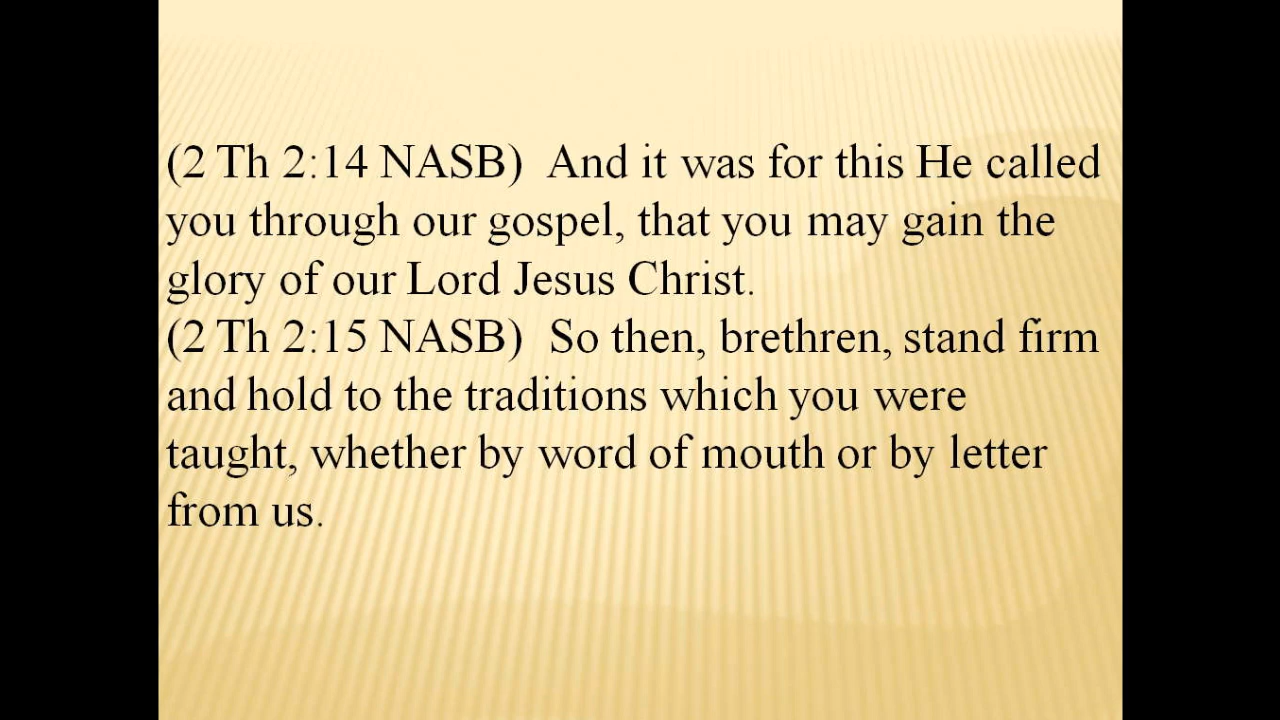 (2 Th 2:14 NASB)  And it was for this He called
you through our gospel, that you may gain the
glory of our Lord Jesus Christ.
(2 Th 2:15 NASB)  So then, brethren, stand firm
and hold to the traditions which you were
taught, whether by word of mouth or by letter
from us.